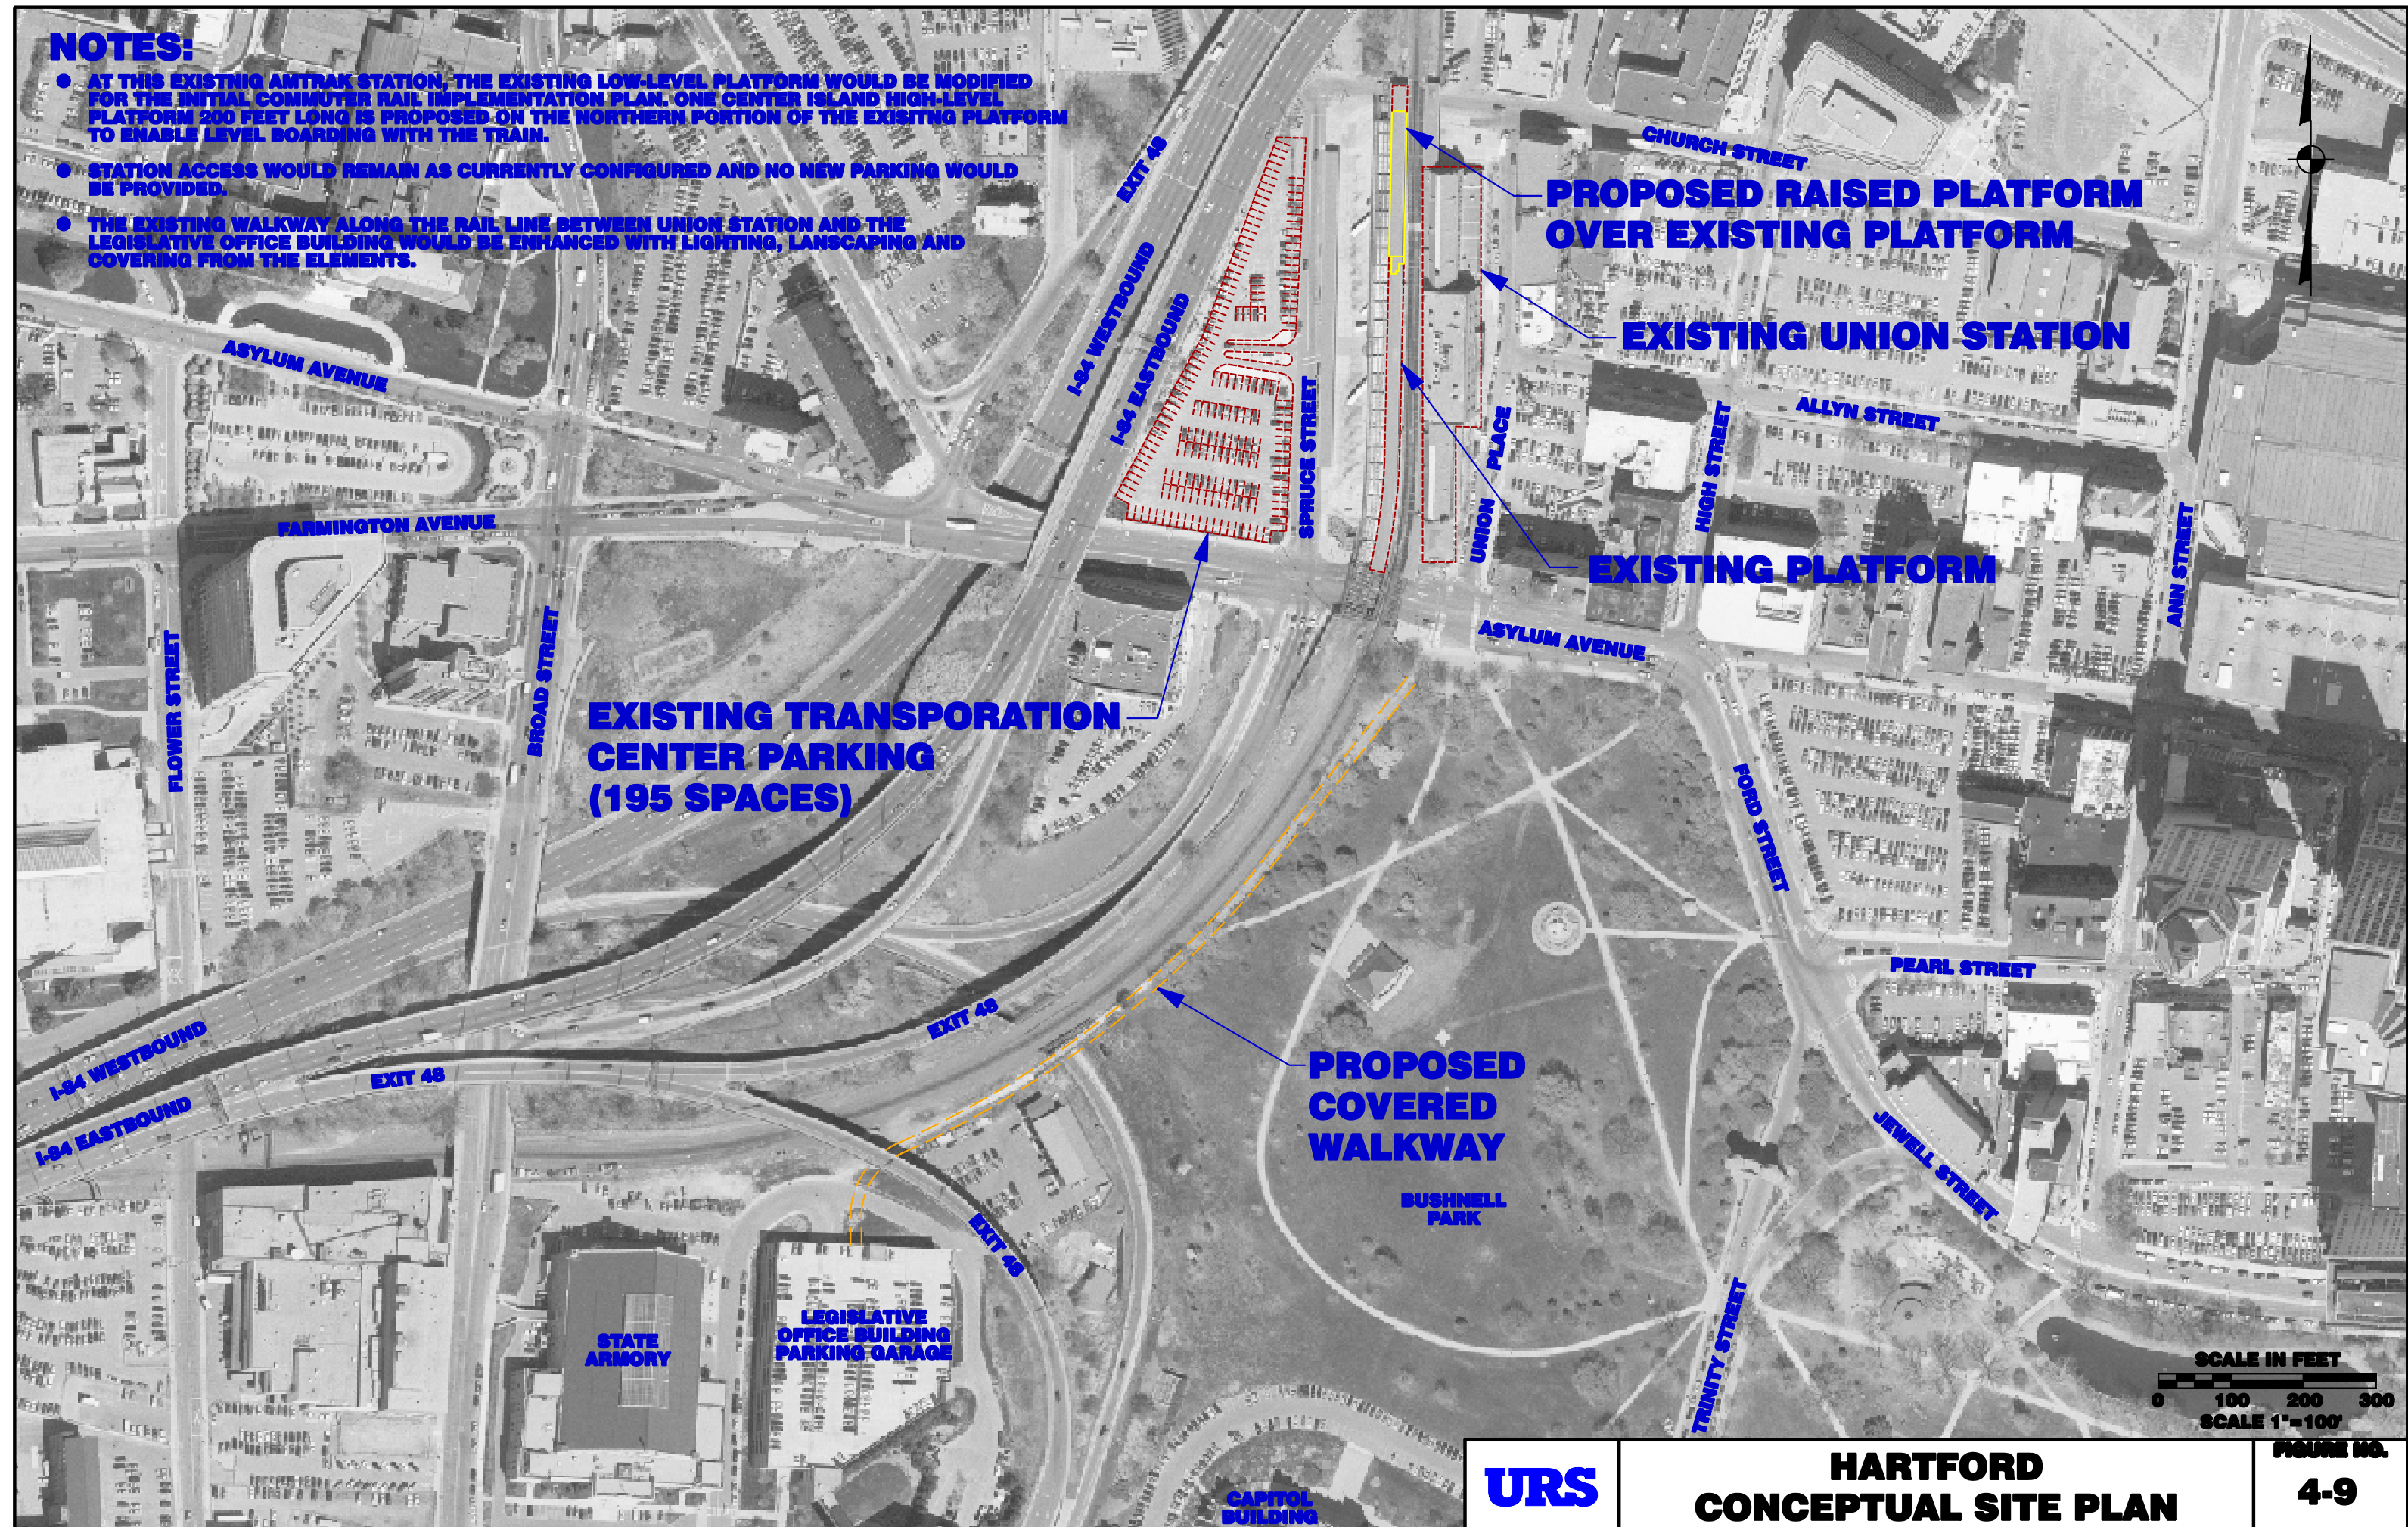 NOTES:
● AT THIS EXISTNIG AMTRAK STATION, THE EXISTING LOW-LEVEL PLATFORM WOULD BE MODIFIED
FOR THE INITIAL COMMUTER RAIL IMPLEMENTATION PLAN. ONE CENTER ISLAND HIGH-LEVEL
PLATFORM 200 FEET LONG IS PROPOSED ON THE NORTHERN PORTION OF THE EXISITNG PLATFORM
TO ENABLE LEVEL BOARDING WITH THE TRAIN.
● STATION ACCESS WOULD REMAIN AS CURRENTLY CONFIGURED AND NO NEW PARKING WOULD
BE PROVIDED.
● THE EXISTING WALKWAY ALONG THE RAIL LINE BETWEEN UNION STATION AND THE
LEGISLATIVE OFFICE BUILDING WOULD BE ENHANCED WITH LIGHTING, LANSCAPING AND
COVERING FROM THE ELEMENTS.
EXIT 48
CHURCH STREET
PROPOSED RAISED PLATFORM
OVER EXISTING PLATFORM
I-84 WESTBOUND
I-84 EASTBOUND
EXISTING UNION STATION
ASYLUM AVENUE
SPRUCE STREET
UNION PLACE
HIGH STREET
ALLYN STREET
ANN STREET
FARMINGTON AVENUE
EXISTING PLATFORM
ASYLUM AVENUE
FLOWER STREET
BROAD STREET
EXISTING TRANSPORATION
CENTER PARKING
(195 SPACES)
FORD STREET
PEARL STREET
EXIT 48
I-84 WESTBOUND
EXIT 48
I-84 EASTBOUND
PROPOSED
COVERED
WALKWAY
JEWELL STREET
BUSHNELL
PARK
EXIT 48
STATE
ARMORY
LEGISLATIVE
OFFICE BUILDING
PARKING GARAGE
TRINITY STREET
SCALE IN FEET
0 100 200 300
SCALE 1"=100'
CAPITOL
BUILDING
URS
HARTFORD
CONCEPTUAL SITE PLAN
FIGURE NO.
4-9